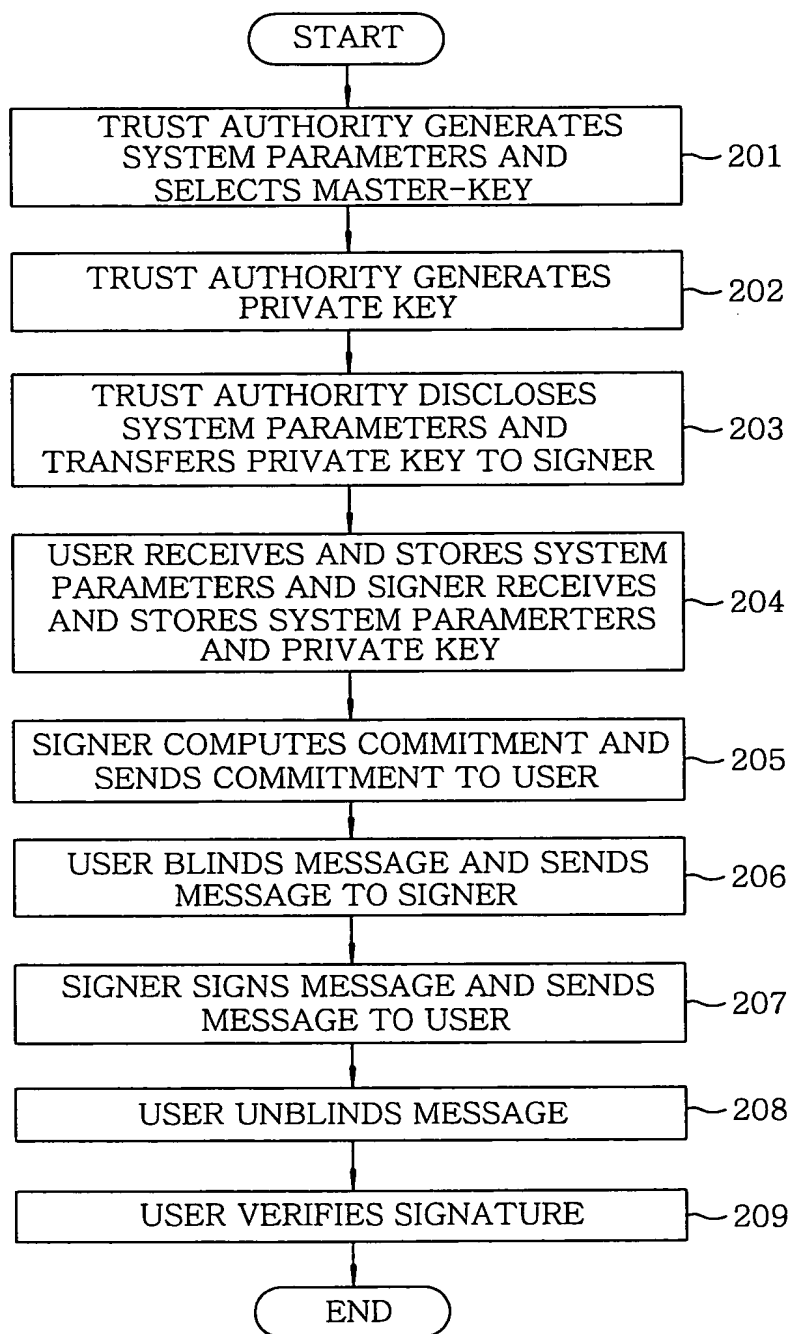 START
TRUST AUTHORITY GENERATES
SYSTEM PARAMETERS AND
SELECTS MASTER-KEY
201
TRUST AUTHORITY GENERATES
PRIVATE KEY
202
TRUST AUTHORITY DISCLOSES
SYSTEM PARAMETERS AND
TRANSFERS PRIVATE KEY TO SIGNER
203
USER RECEIVES AND STORES SYSTEM
PARAMETERS AND SIGNER RECEIVES
AND STORES SYSTEM PARAMERTERS
AND PRIVATE KEY
204
SIGNER COMPUTES COMMITMENT AND
SENDS COMMITMENT TO USER
205
USER BLINDS MESSAGE AND SENDS
MESSAGE TO SIGNER
206
SIGNER SIGNS MESSAGE AND SENDS
MESSAGE TO USER
207
USER UNBLINDS MESSAGE
208
USER VERIFIES SIGNATURE
209
END